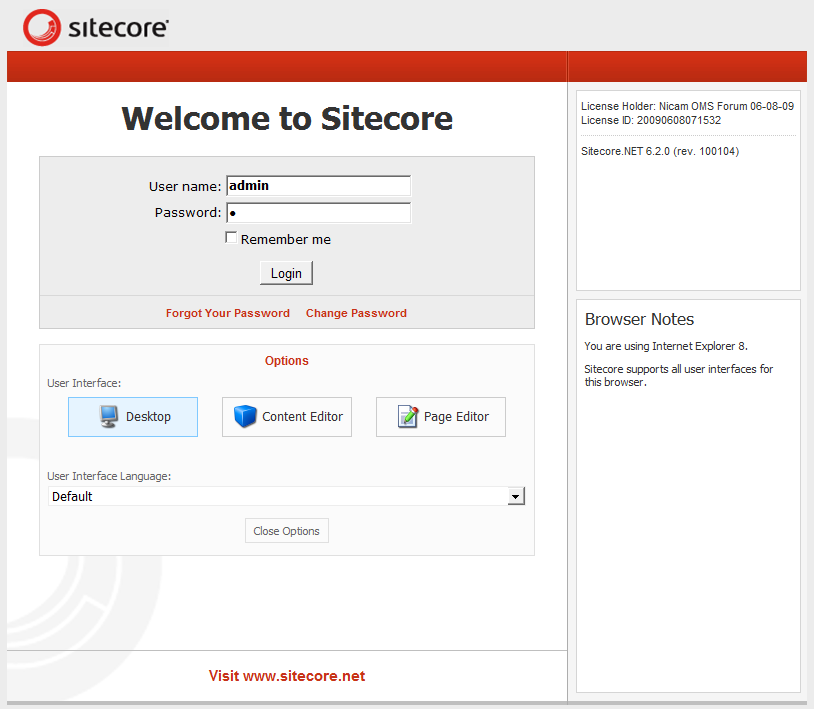 sitecore
Welcome to Sitecore
User name: admin
Password: •
Remember me
Login
Forgot Your Password Change Password
Options
User Interface:
Desktop Content Editor Page Editor
User Interface Language:
Default
Close Options
Visit www.sitecore.net
License Holder: Nicam OMS Forum 06-08-09
License ID: 20090608071532
Sitecore.NET 6.2.0 (rev. 100104)
Browser Notes
You are using Internet Explorer 8.
Sitecore supports all user interfaces for
this browser.